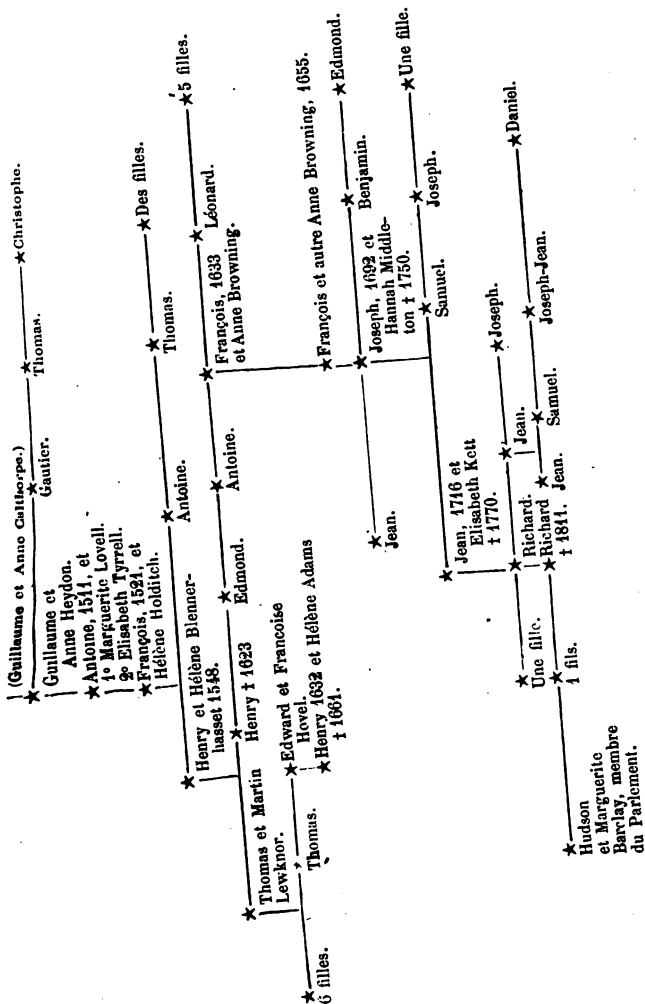 (Guillaume et Anne Calthorpe.)
Gautier.
Thomas.
Christophe.
Guillaume et
Anne Heydon.
Antoine, 1511, et
1º Marguerite Lovell.
2º Elisabeth Tyrrell.
François, 1521, et
Hélène Holditch.
Antoine.
Thomas.
Des filles.
Henry et Hélène Blenner-
hasset 1548.
Henry † 1623
Edmond.
Antoine.
François, 1633
et Anne Browning.
Léonard.
5 filles.
Thomas et Martin
Lewknor.
Edward et Francoise
Hovel.
Henry 1632 et Hélène Adams
† 1661.
Thomas.
6 filles.
François et autre Anne Browning, 1655.
Jean.
Joseph, 1692 et
Hannah Middle-
ton † 1750.
Benjamin.
Edmond.
Jean, 1716 et
Elisabeth Kett
† 1770.
Samuel.
Joseph.
Une fille.
Une fille.
Richard.
Jean.
Joseph.
1 fils.
Richard
† 1811.
Jean.
Samuel.
Joseph-Jean.
Daniel.
Hudson
et Marguerite
Barclay, membre
du Parlement.